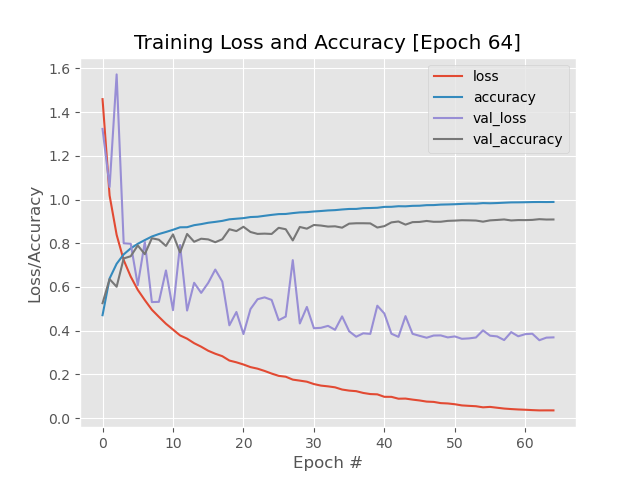 Training Loss and Accuracy [Epoch 64]
loss
accuracy
val_loss
val_accuracy
Loss/Accuracy
1.6
1.4
1.2
1.0
0.8
0.6
0.4
0.2
0.0
0 10 20 30 40 50 60
Epoch #